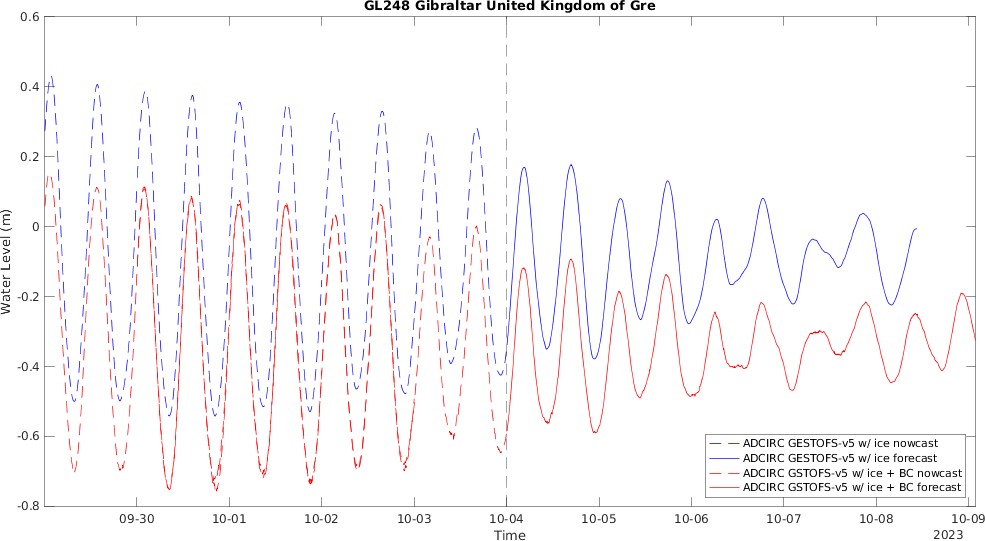 GL248 Gibraltar United Kingdom of Gre
0.6
0.4
0.2
0
-0.2
-0.4
-0.6
-0.8
Water Level (m)
ADCIRC GESTOFS-v5 w/ ice nowcast
ADCIRC GESTOFS-v5 w/ ice forecast
ADCIRC GSTOFS-v5 w/ ice + BC nowcast
ADCIRC GSTOFS-v5 w/ ice + BC forecast
09-30 10-01 10-02 10-03 10-04 10-05 10-06 10-07 10-08 10-09
Time 2023